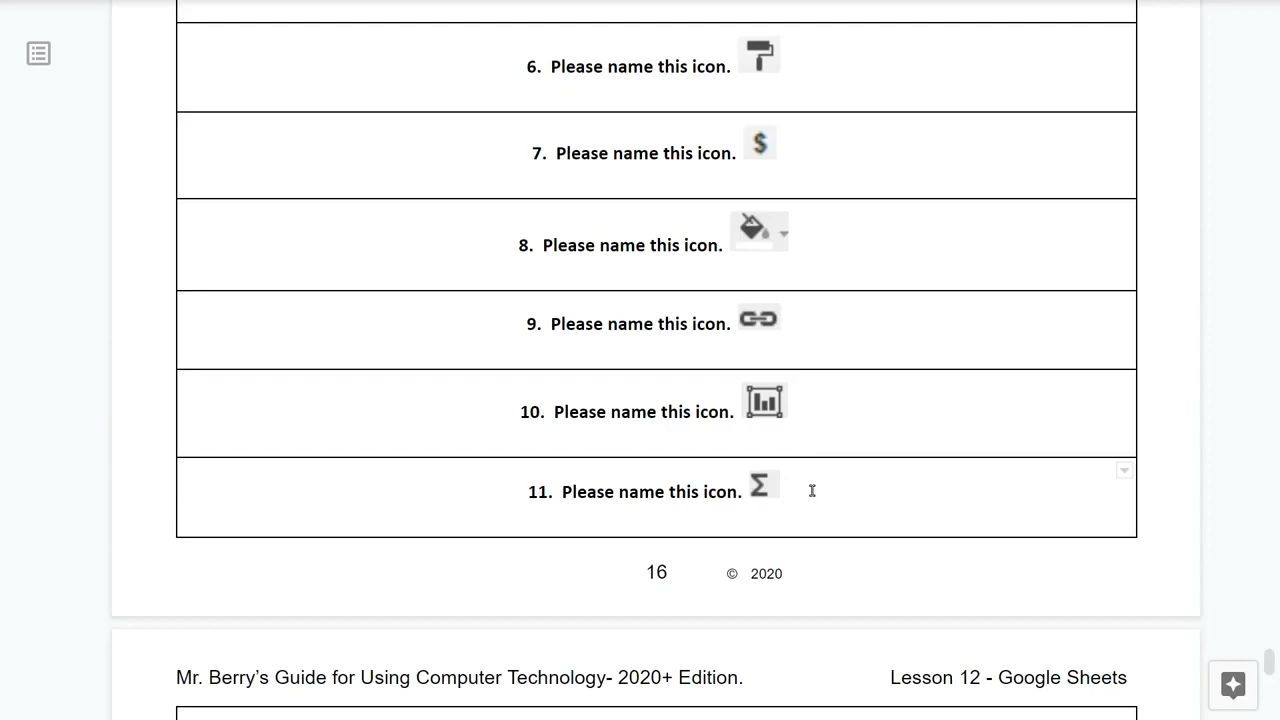 6. Please name this icon.
7. Please name this icon. $
8. Please name this icon.
9. Please name this icon.
10. Please name this icon.
11. Please name this icon. Σ
16 © 2020
Mr. Berry’s Guide for Using Computer Technology- 2020+ Edition. Lesson 12 - Google Sheets